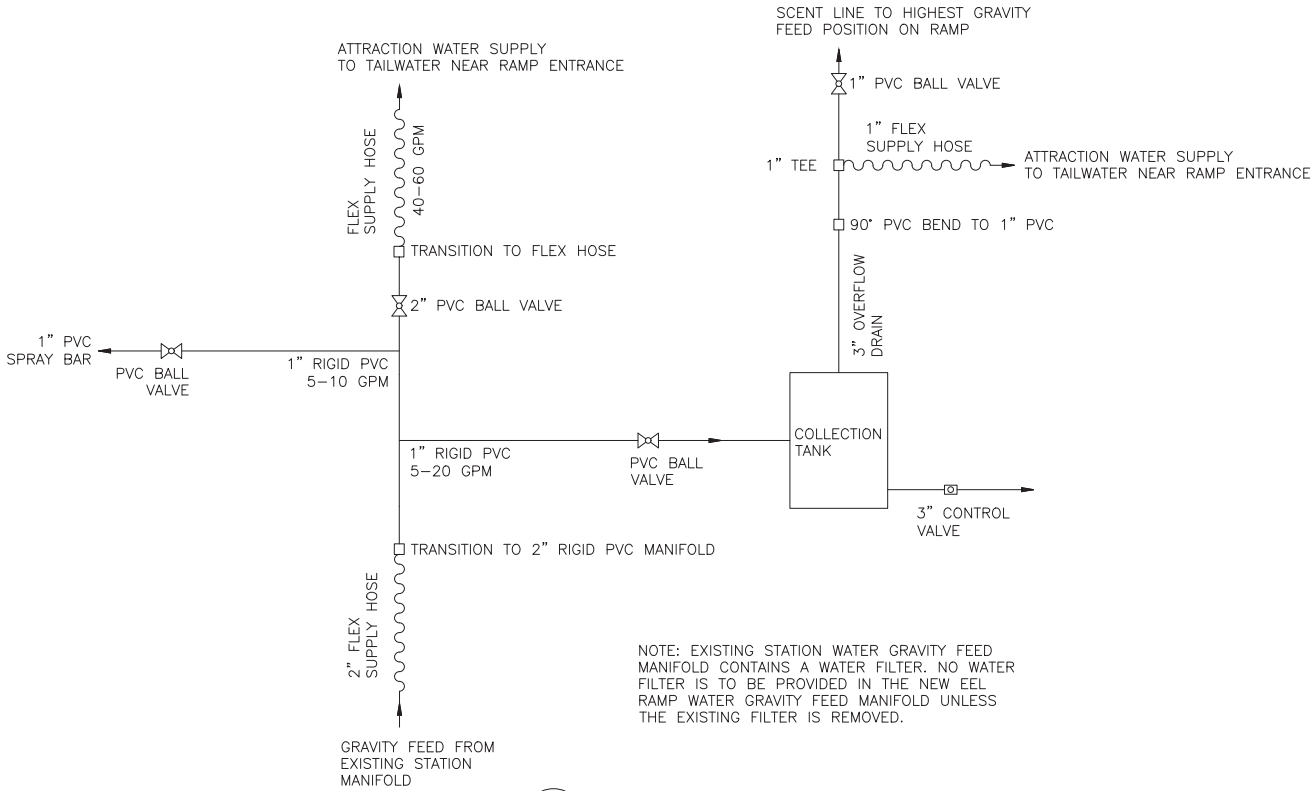 SCENT LINE TO HIGHEST GRAVITY
FEED POSITION ON RAMP
ATTRACTION WATER SUPPLY
TO TAILWATER NEAR RAMP ENTRANCE
1” PVC BALL VALVE
1” FLEX
SUPPLY HOSE
FLEX
SUPPLY HOSE
40–60 GPM
1” TEE
ATTRACTION WATER SUPPLY
TO TAILWATER NEAR RAMP ENTRANCE
90° PVC BEND TO 1” PVC
TRANSITION TO FLEX HOSE
3” OVERFLOW
DRAIN
2” PVC BALL VALVE
1” PVC
SPRAY BAR
PVC BALL
VALVE
1” RIGID PVC
5–10 GPM
COLLECTION
TANK
1” RIGID PVC
5–20 GPM
PVC BALL
VALVE
3” CONTROL
VALVE
TRANSITION TO 2” RIGID PVC MANIFOLD
2” FLEX
SUPPLY HOSE
NOTE: EXISTING STATION WATER GRAVITY FEED
MANIFOLD CONTAINS A WATER FILTER. NO WATER
FILTER IS TO BE PROVIDED IN THE NEW EEL
RAMP WATER GRAVITY FEED MANIFOLD UNLESS
THE EXISTING FILTER IS REMOVED.
GRAVITY FEED FROM
EXISTING STATION
MANIFOLD